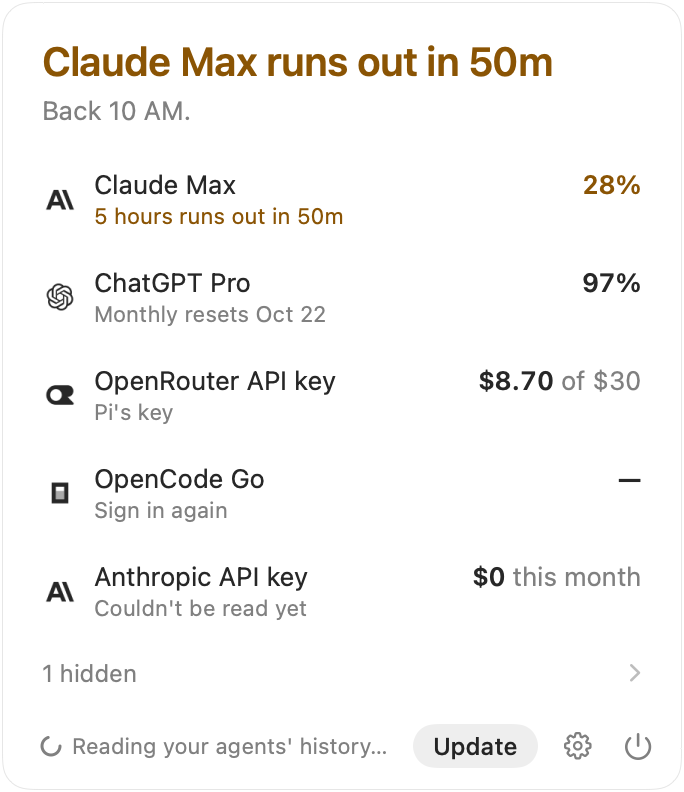 Claude Max runs out in 50m
Back 10 AM.
Claude Max
28%
5 hours runs out in 50m
ChatGPT Pro
97%
Monthly resets Oct 22
OpenRouter API key
$8.70 of $30
Pi's key
OpenCode Go
—
Sign in again
Anthropic API key
$0 this month
Couldn't be read yet
1 hidden
Reading your agents' history...
Update